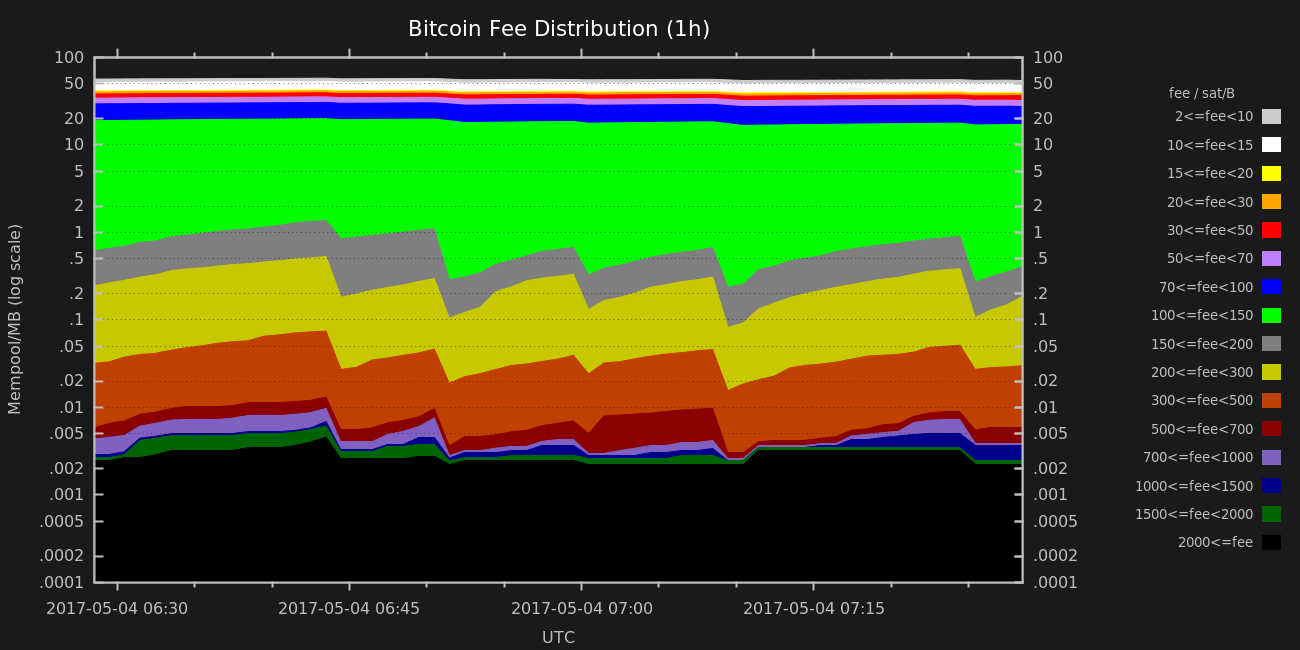 Bitcoin Fee Distribution (1h)
100 100
50 50
20 20
10 10
5 5
2 2
1 1
.5 .5
.2 .2
.1 .1
.05 .05
.02 .02
.01 .01
.005 .005
.002 .002
.001 .001
.0005 .0005
.0002 .0002
.0001 .0001
Mempool/MB (log scale)
2017-05-04 06:30 2017-05-04 06:45 2017-05-04 07:00 2017-05-04 07:15
UTC
fee / sat/B
2<=fee<10
10<=fee<15
15<=fee<20
20<=fee<30
30<=fee<50
50<=fee<70
70<=fee<100
100<=fee<150
150<=fee<200
200<=fee<300
300<=fee<500
500<=fee<700
700<=fee<1000
1000<=fee<1500
1500<=fee<2000
2000<=fee